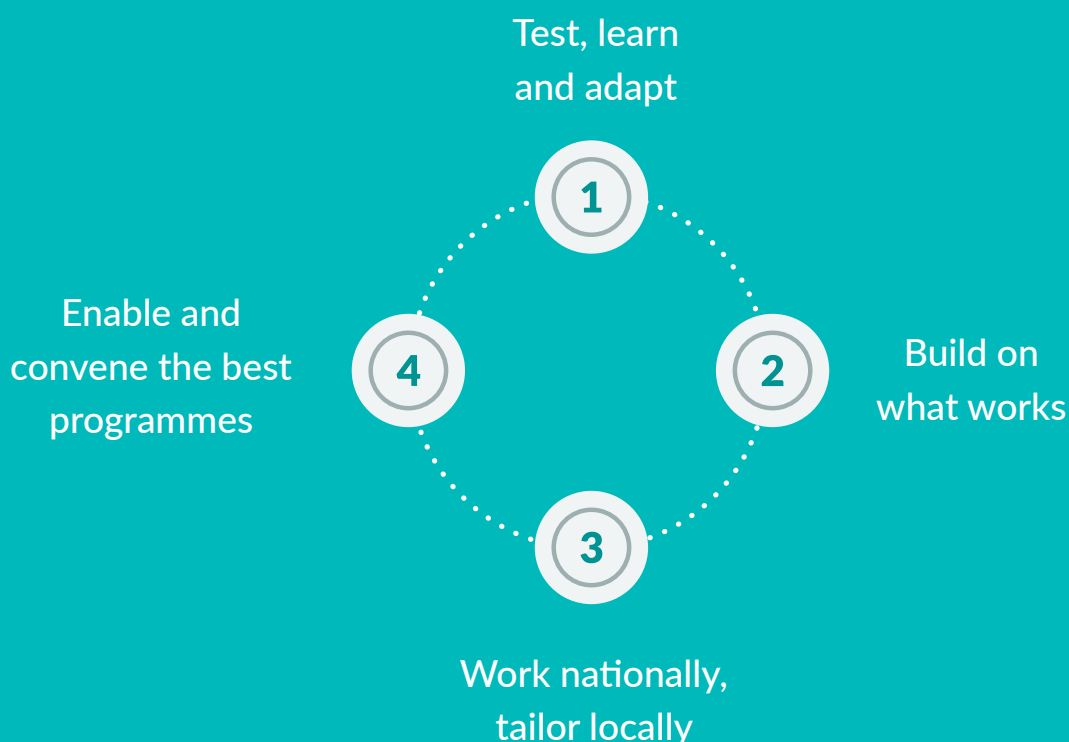 Test, learn
and adapt
1
2
Build on
what works
3
Work nationally,
tailor locally
4
Enable and
convene the best
programmes